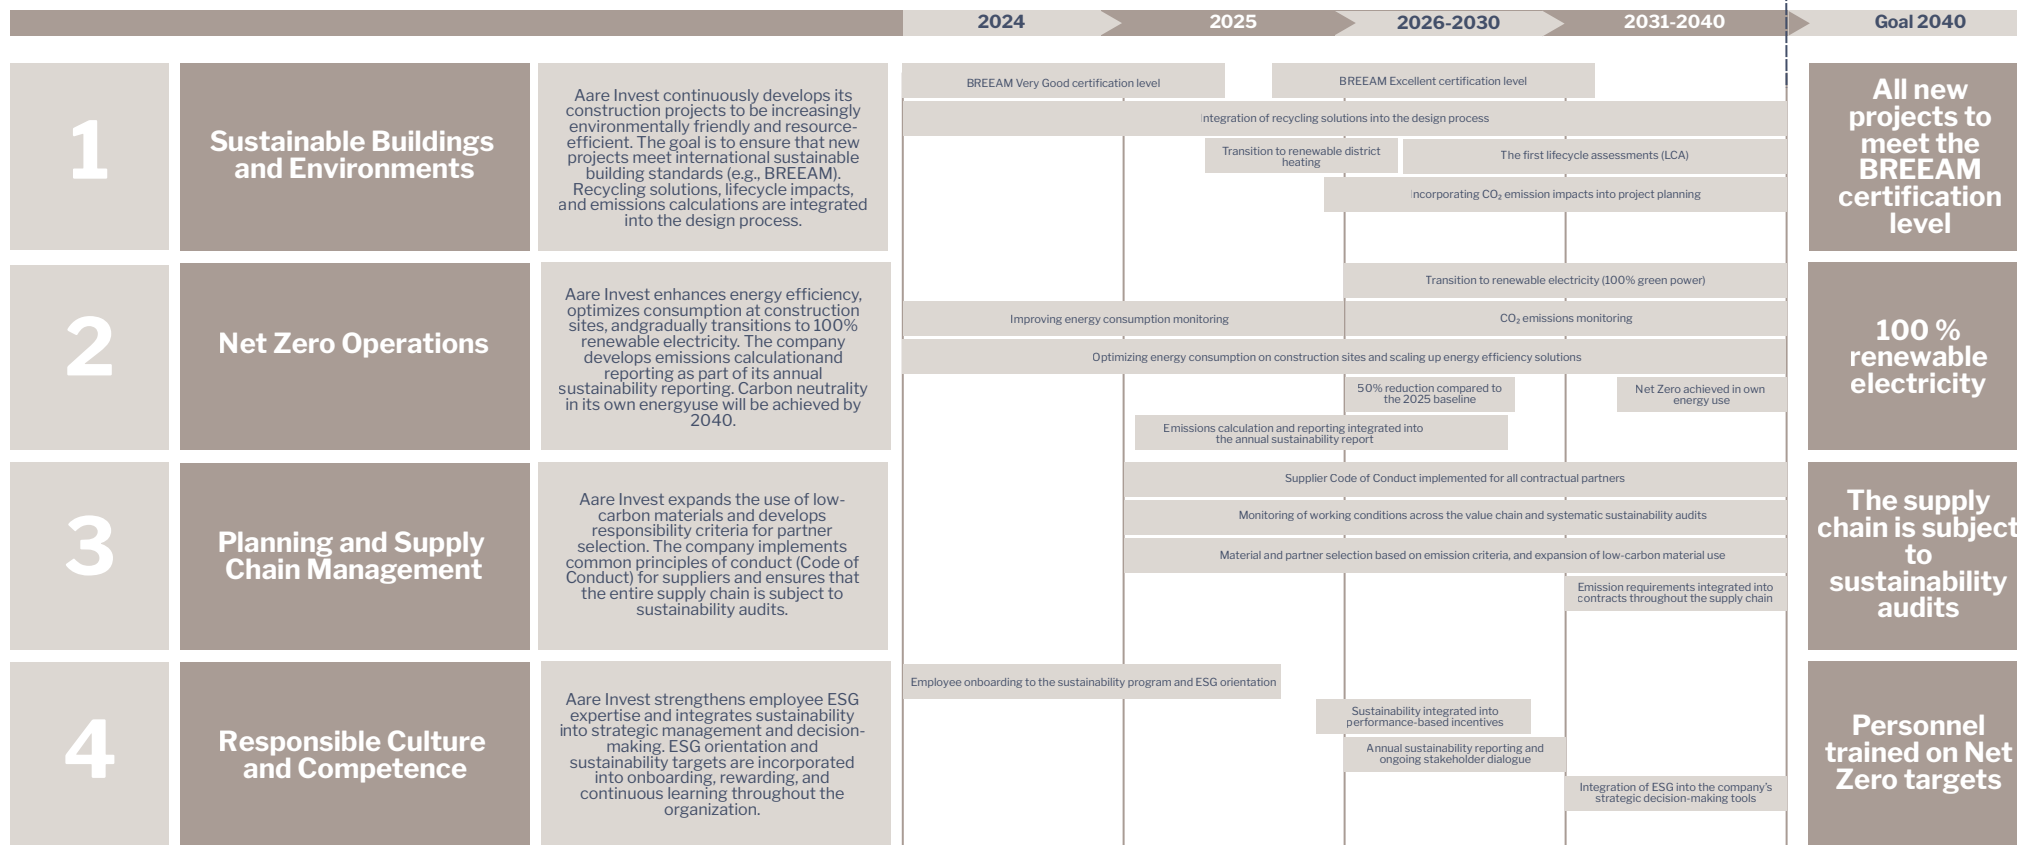 2024
2025
2026-2030
2031-2040
Goal 2040
1
Sustainable Buildings
and Environments
Aare Invest continuously develops its
construction projects to be increasingly
environmentally friendly and resource-
efficient. The goal is to ensure that new
projects meet international sustainable
building standards (e.g., BREEAM).
Recycling solutions, lifecycle impacts,
and emissions calculations are integrated
into the design process.
BREEAM Very Good certification level
BREEAM Excellent certification level
Integration of recycling solutions into the design process
Transition to renewable district
heating
The first lifecycle assessments (LCA)
Incorporating CO₂ emission impacts into project planning
All new
projects to
meet the
BREEAM
certification
level
2
Net Zero Operations
Aare Invest enhances energy efficiency,
optimizes consumption at construction
sites, andgradually transitions to 100%
renewable electricity. The company
develops emissions calculationand
reporting as part of its annual
sustainability reporting. Carbon neutrality
in its own energyuse will be achieved by
2040.
Transition to renewable electricity (100% green power)
Improving energy consumption monitoring
CO₂ emissions monitoring
Optimizing energy consumption on construction sites and scaling up energy efficiency solutions
50% reduction compared to
the 2025 baseline
Net Zero achieved in own
energy use
Emissions calculation and reporting integrated into
the annual sustainability report
100 %
renewable
electricity
3
Planning and Supply
Chain Management
Aare Invest expands the use of low-
carbon materials and develops
responsibility criteria for partner
selection. The company implements
common principles of conduct (Code of
Conduct) for suppliers and ensures that
the entire supply chain is subject to
sustainability audits.
Supplier Code of Conduct implemented for all contractual partners
Monitoring of working conditions across the value chain and systematic sustainability audits
Material and partner selection based on emission criteria, and expansion of low-carbon material use
Emission requirements integrated into
contracts throughout the supply chain
The supply
chain is subject
to
sustainability
audits
4
Responsible Culture
and Competence
Aare Invest strengthens employee ESG
expertise and integrates sustainability
into strategic management and decision-
making. ESG orientation and
sustainability targets are incorporated
into onboarding, rewarding, and
continuous learning throughout the
organization.
Employee onboarding to the sustainability program and ESG orientation
Sustainability integrated into
performance-based incentives
Annual sustainability reporting and
ongoing stakeholder dialogue
Integration of ESG into the company's
strategic decision-making tools
Personnel
trained on Net
Zero targets